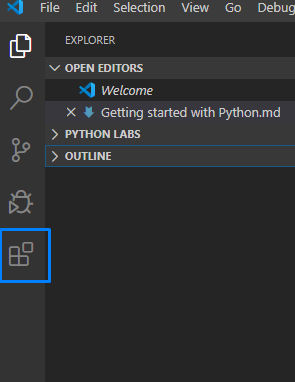 File Edit Selection View Go Debug
EXPLORER
OPEN EDITORS
Welcome
Getting started with Python.md
PYTHON LABS
OUTLINE